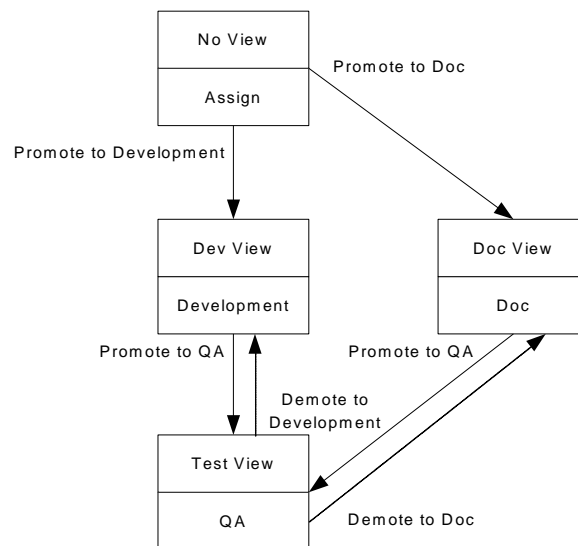 No View
Promote to Doc
Assign
Promote to Development
Dev View
Doc View
Development
Doc
Promote to QA
Promote to QA
Demote to
Development
Test View
QA
Demote to Doc